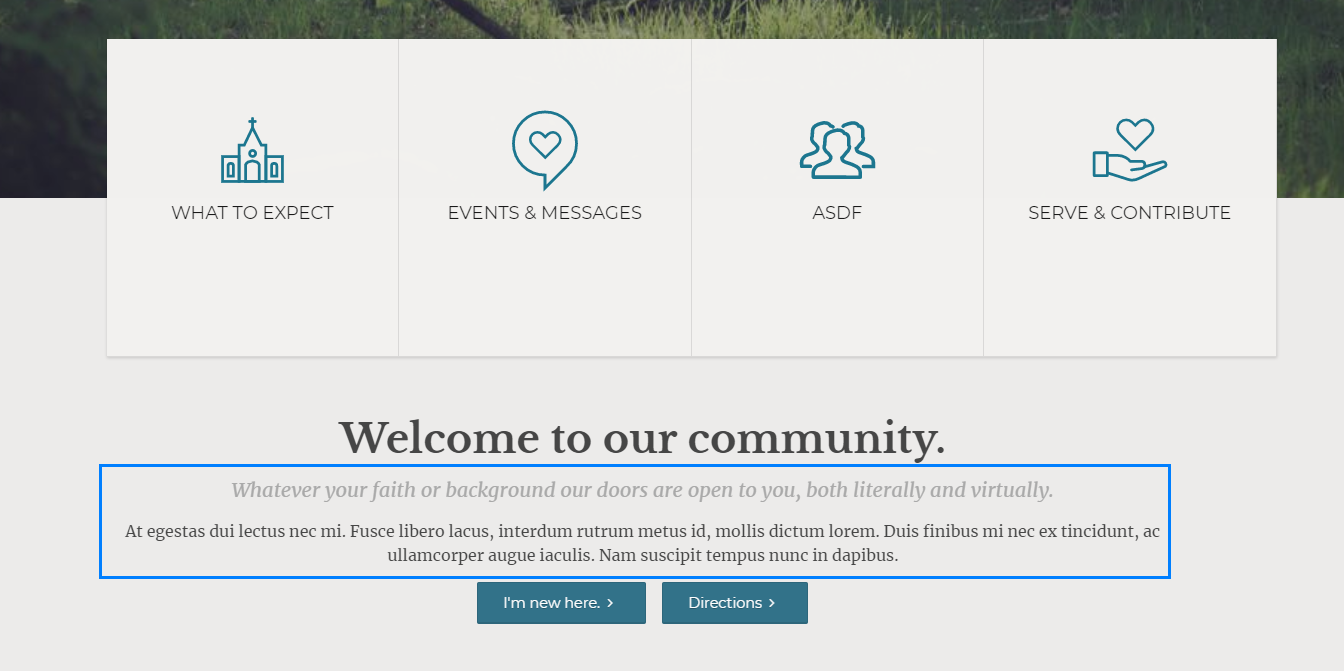 WHAT TO EXPECT
EVENTS & MESSAGES
ASDF
SERVE & CONTRIBUTE
Welcome to our community.
Whatever your faith or background our doors are open to you, both literally and virtually.
At egestas dui lectus nec mi. Fusce libero lacus, interdum rutrum metus id, mollis dictum lorem. Duis finibus mi nec ex tincidunt, ac
ullamcorper augue iaculis. Nam suscipit tempus nunc in dapibus.
I'm new here. ›
Directions ›